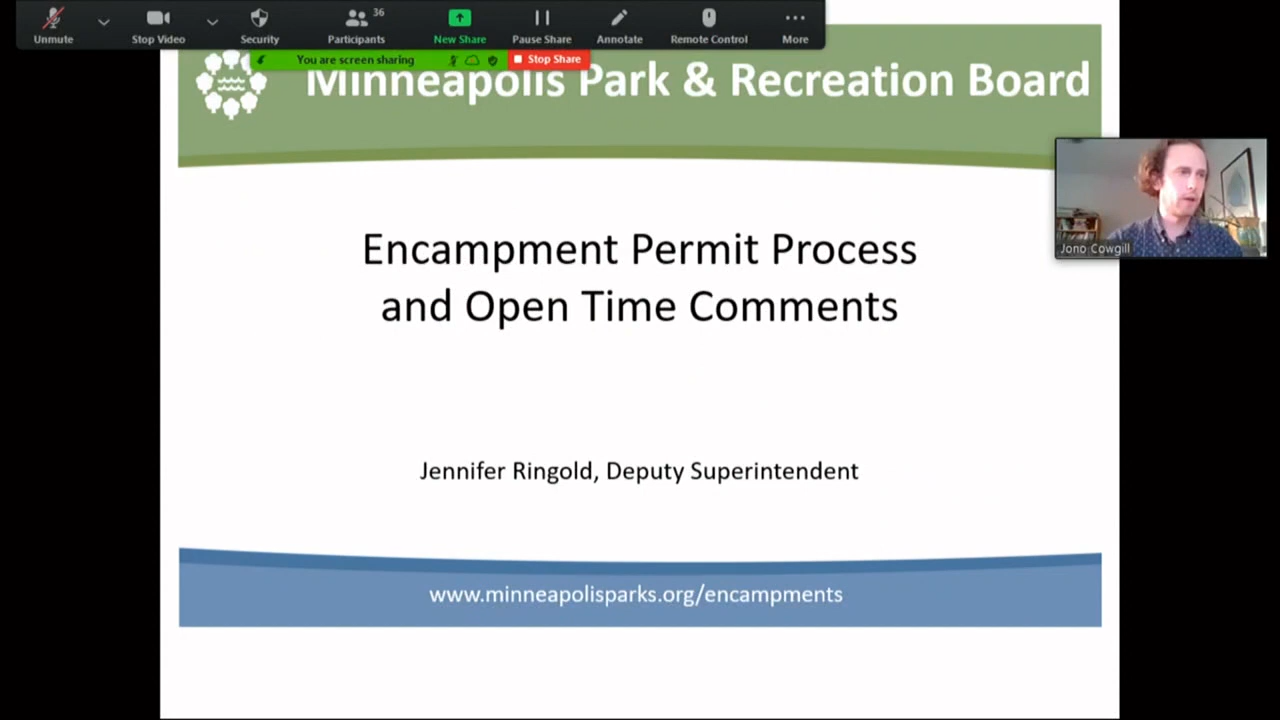 36
Unmute
Stop Video
Security
Participants
New Share
Pause Share
Annotate
Remote Control
More
You are screen sharing
Stop Share
Minneapolis Park & Recreation Board
Jono Cowgill
Encampment Permit Process
and Open Time Comments
Jennifer Ringold, Deputy Superintendent
www.minneapolisparks.org/encampments